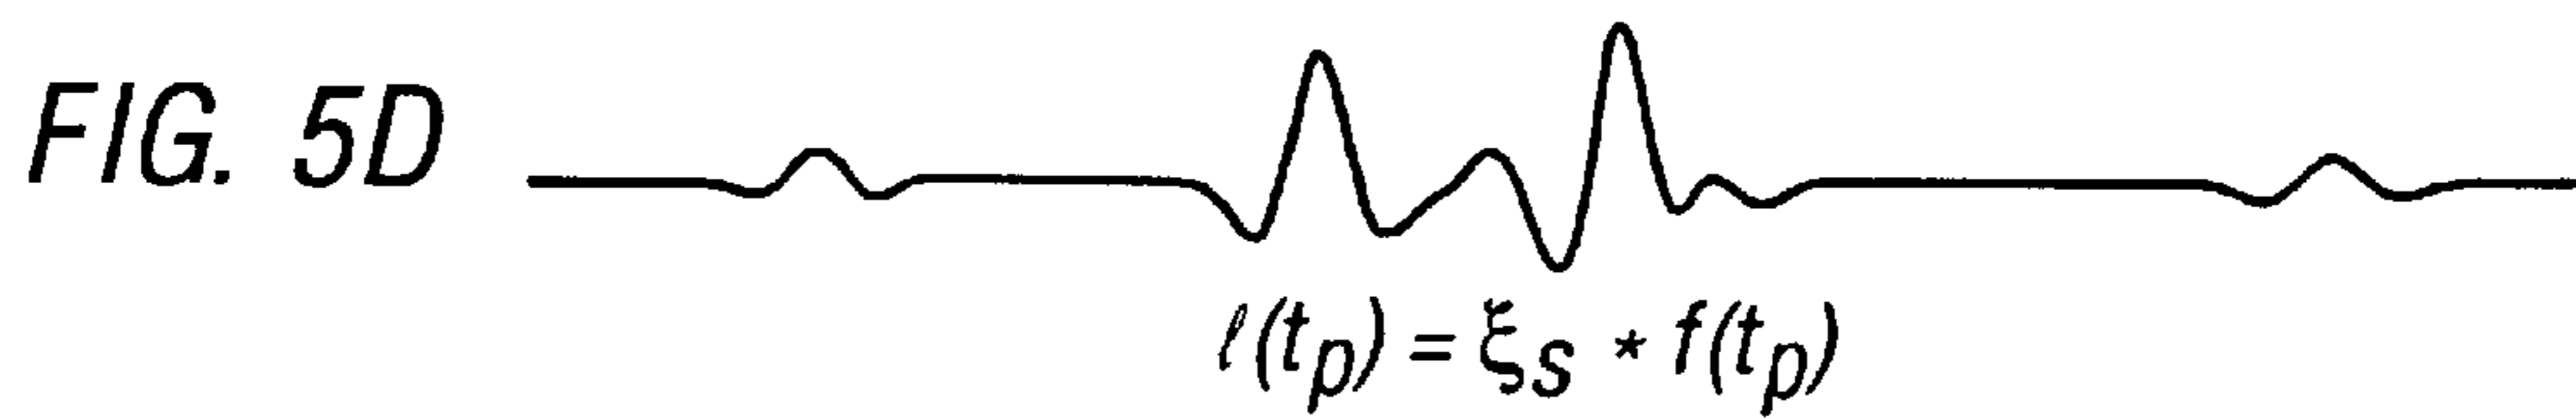 FIG. 5D
ℓ(tp) = ξs * f(tp)